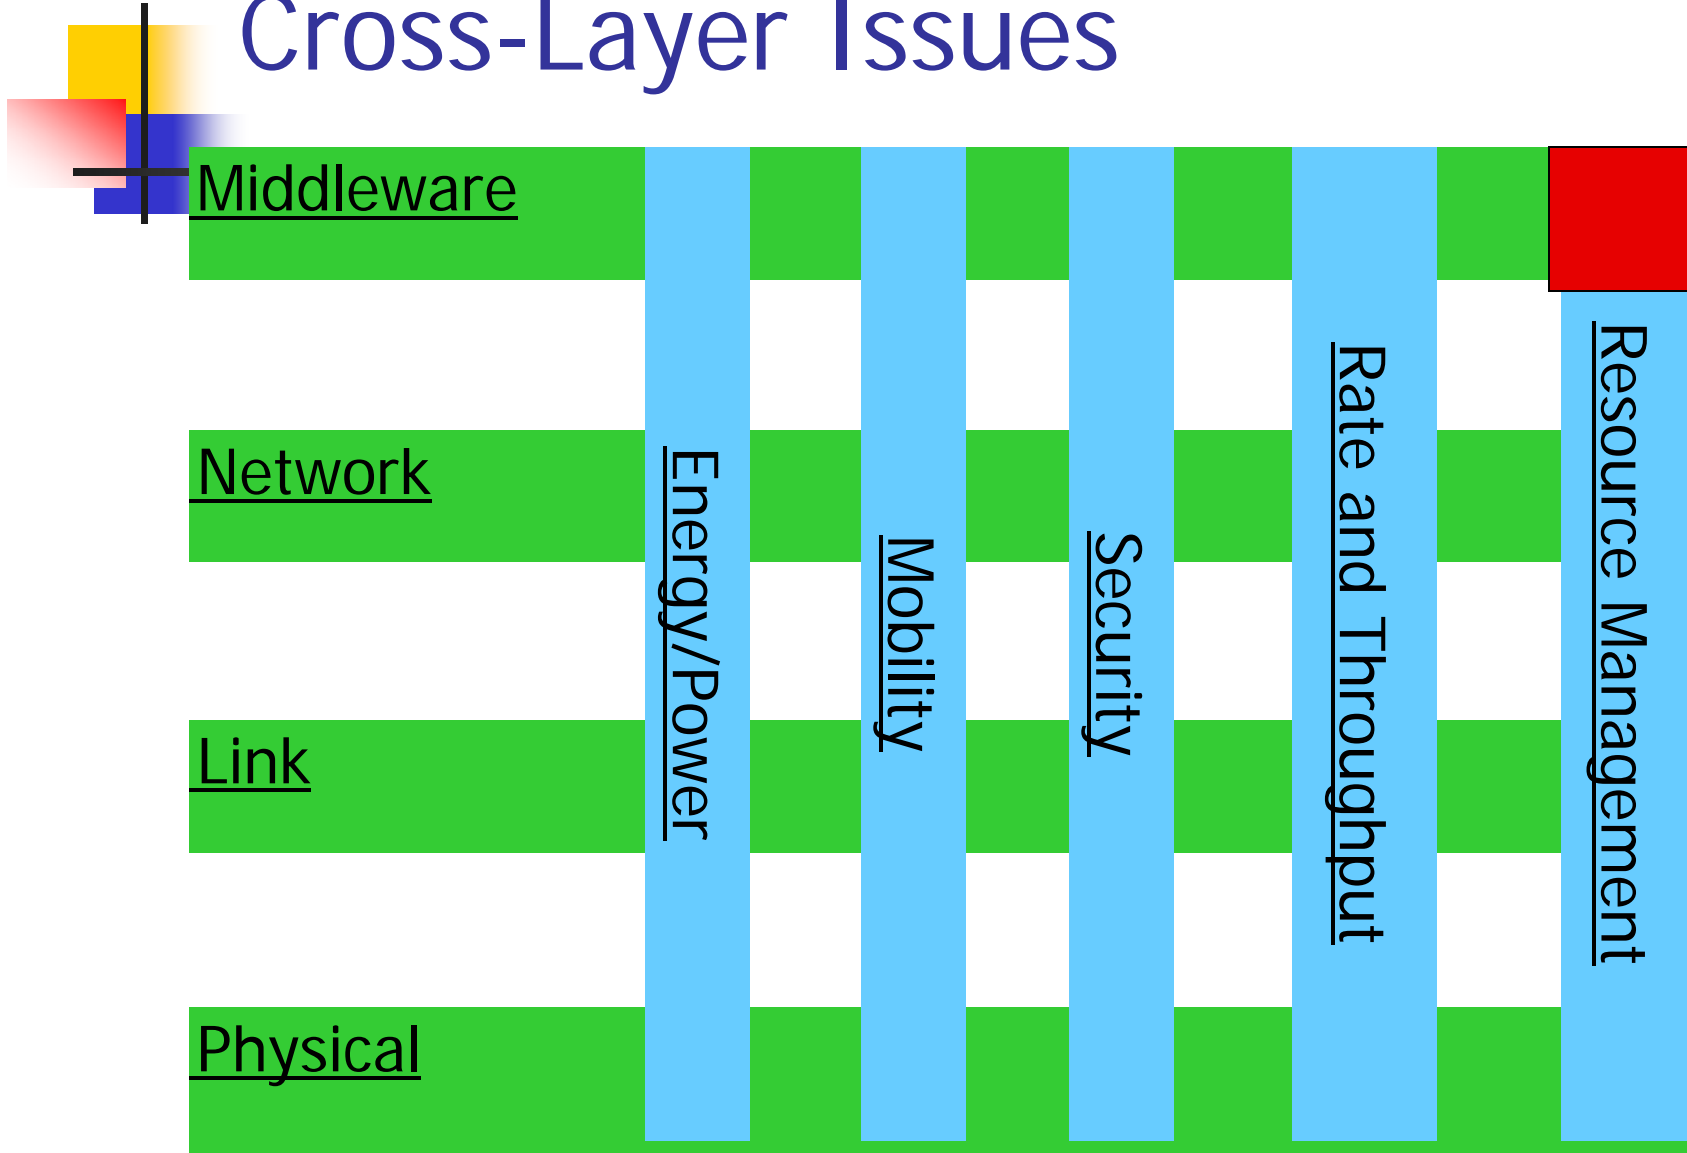 Cross-Layer Issues
Middleware
Network
Link
Physical
Energy/Power
Mobility
Security
Rate and Throughput
Resource Management